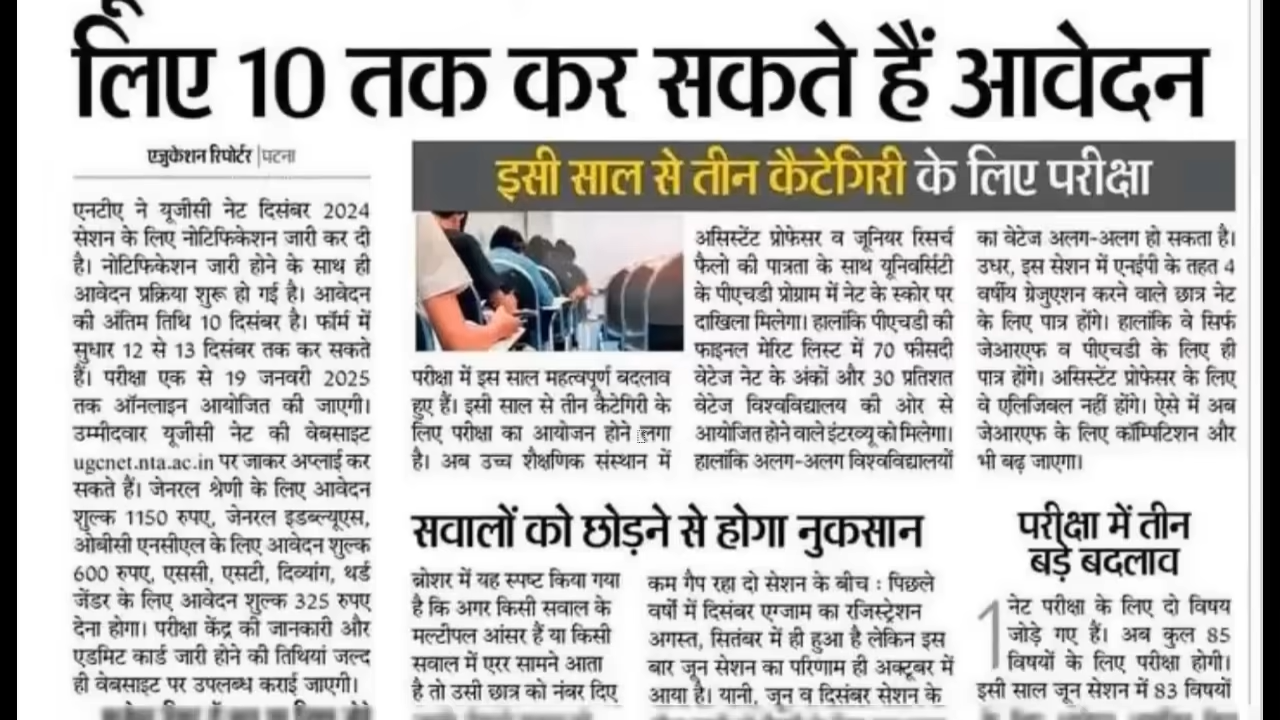 लिए 10 तक कर सकते हैं आवेदन
एजुकेशन रिपोर्टर |पटना
एनटीए ने यूजीसी नेट दिसंबर 2024
सेशन के लिए नोटिफिकेशन जारी कर दी
है। नोटिफिकेशन जारी होने के साथ ही
आवेदन प्रक्रिया शुरू हो गई है। आवेदन
की अंतिम तिथि 10 दिसंबर है। फॉर्म में
सुधार 12 से 13 दिसंबर तक कर सकते
हैं। परीक्षा एक से 19 जनवरी 2025
तक ऑनलाइन आयोजित की जाएगी।
उम्मीदवार यूजीसी नेट की वेबसाइट
ugcnet.nta.ac.in पर जाकर अप्लाई कर
सकते हैं। जेनरल श्रेणी के लिए आवेदन
शुल्क 1150 रुपए, जेनरल इडब्ल्यूएस,
ओबीसी एनसीएल के लिए आवेदन शुल्क
600 रुपए, एससी, एसटी, दिव्यांग, थर्ड
जेंडर के लिए आवेदन शुल्क 325 रुपए
देना होगा। परीक्षा केंद्र की जानकारी और
एडमिट कार्ड जारी होने की तिथियां जल्द
ही वेबसाइट पर उपलब्ध कराई जाएगी।
इसी साल से तीन कैटेगिरी के लिए परीक्षा
परीक्षा में इस साल महत्वपूर्ण बदलाव
हुए हैं। इसी साल से तीन कैटेगिरी के
लिए परीक्षा का आयोजन होने लगा
है। अब उच्च शैक्षणिक संस्थान में
असिस्टेंट प्रोफेसर व जूनियर रिसर्च
फैलो की पात्रता के साथ यूनिवर्सिटी
के पीएचडी प्रोग्राम में नेट के स्कोर पर
दाखिला मिलेगा। हालांकि पीएचडी की
फाइनल मेरिट लिस्ट में 70 फीसदी
वेटेज नेट के अंकों और 30 प्रतिशत
वेटेज विश्वविद्यालय की ओर से
आयोजित होने वाले इंटरव्यू को मिलेगा।
हालांकि अलग-अलग विश्वविद्यालयों
का वेटेज अलग-अलग हो सकता है।
उधर, इस सेशन में एनईपी के तहत 4
वर्षीय ग्रेजुएशन करने वाले छात्र नेट
के लिए पात्र होंगे। हालांकि वे सिर्फ
जेआरएफ व पीएचडी के लिए ही
पात्र होंगे। असिस्टेंट प्रोफेसर के लिए
वे एलिजिबल नहीं होंगे। ऐसे में अब
जेआरएफ के लिए कॉम्पिटिशन और
भी बढ़ जाएगा।
सवालों को छोड़ने से होगा नुकसान
ब्रोशर में यह स्पष्ट किया गया
है कि अगर किसी सवाल के
मल्टीपल आंसर हैं या किसी
सवाल में एरर सामने आता
है तो उसी छात्र को नंबर दिए
कम गैप रहा दो सेशन के बीच : पिछले
वर्षों में दिसंबर एग्जाम का रजिस्ट्रेशन
अगस्त, सितंबर में ही हुआ है लेकिन इस
बार जून सेशन का परिणाम ही अक्टूबर में
आया है। यानी, जून व दिसंबर सेशन के
परीक्षा में तीन
बड़े बदलाव
1 नेट परीक्षा के लिए दो विषय
जोड़े गए हैं। अब कुल 85
विषयों के लिए परीक्षा होगी।
इसी साल जून सेशन में 83 विषयों